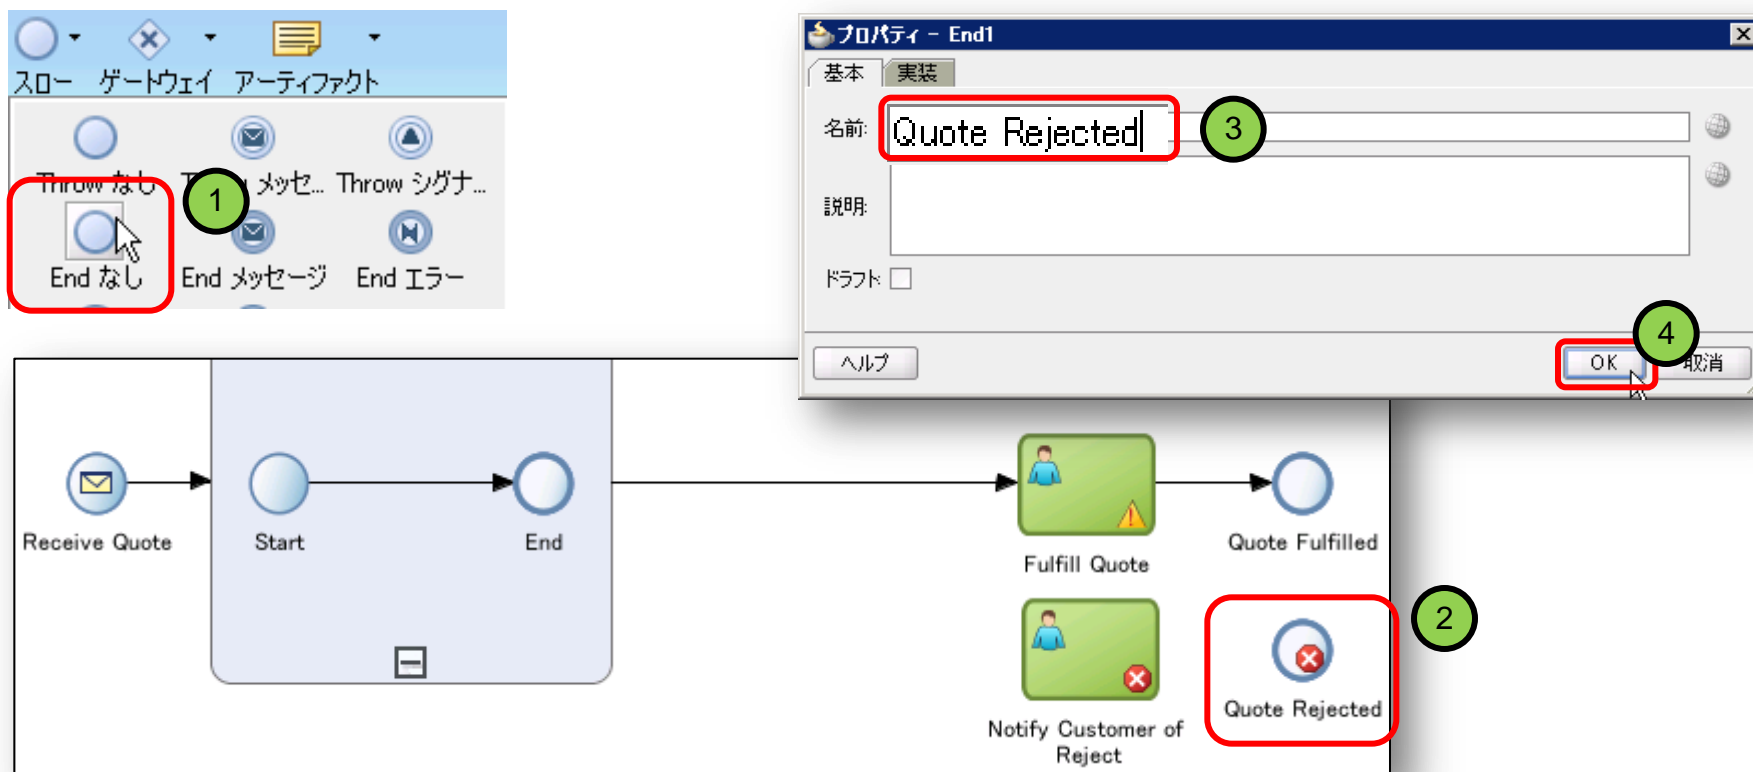 スロー ゲートウェイ アーティファクト
Throw なし Throw メッセ... Throw シグナ...
1
End なし End メッセージ End エラー
プロパティ - End1
基本 実装
名前: Quote Rejected
3
説明:
ドラフト:
4
ヘルプ OK 取消
Receive Quote
Start
End
Fulfill Quote
Quote Fulfilled
2
Notify Customer of
Reject
Quote Rejected